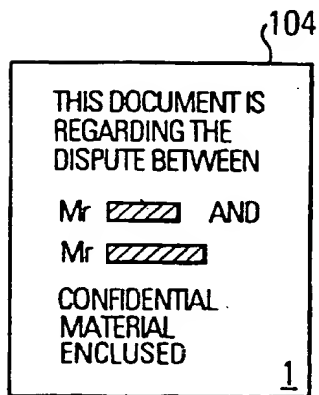 104
THIS DOCUMENT IS
REGARDING THE
DISPUTE BETWEEN
Mr AND
Mr
CONFIDENTIAL
MATERIAL
ENCLUSED
1